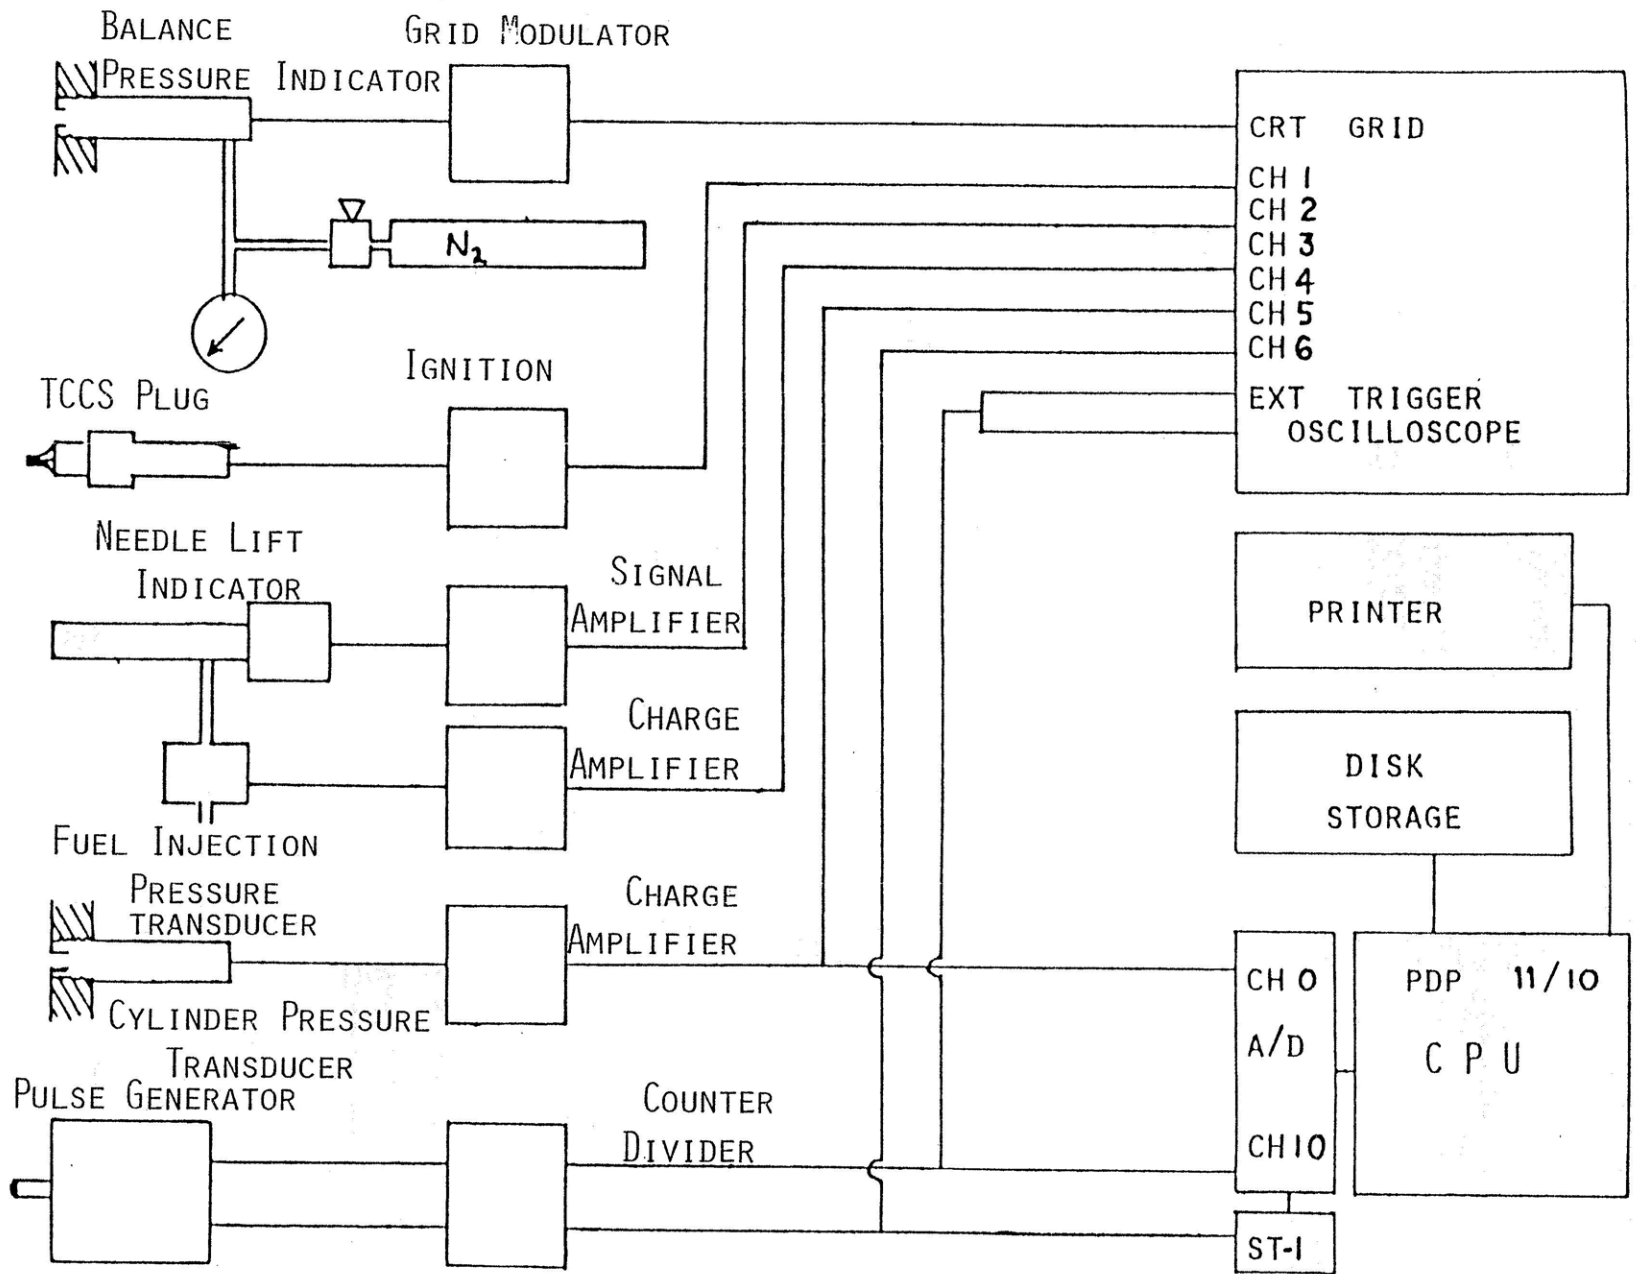 BALANCE
PRESSURE INDICATOR
GRID MODULATOR
N2
TCCS PLUG
IGNITION
NEEDLE LIFT
INDICATOR
SIGNAL
AMPLIFIER
CHARGE
AMPLIFIER
FUEL INJECTION
PRESSURE
TRANSDUCER
CHARGE
AMPLIFIER
CYLINDER PRESSURE
TRANSDUCER
PULSE GENERATOR
COUNTER
DIVIDER
CRT GRID
CH 1
CH 2
CH 3
CH 4
CH 5
CH 6
EXT TRIGGER
OSCILLOSCOPE
PRINTER
DISK
STORAGE
CH 0
A/D
CH 10
PDP 11/10
CPU
ST-1